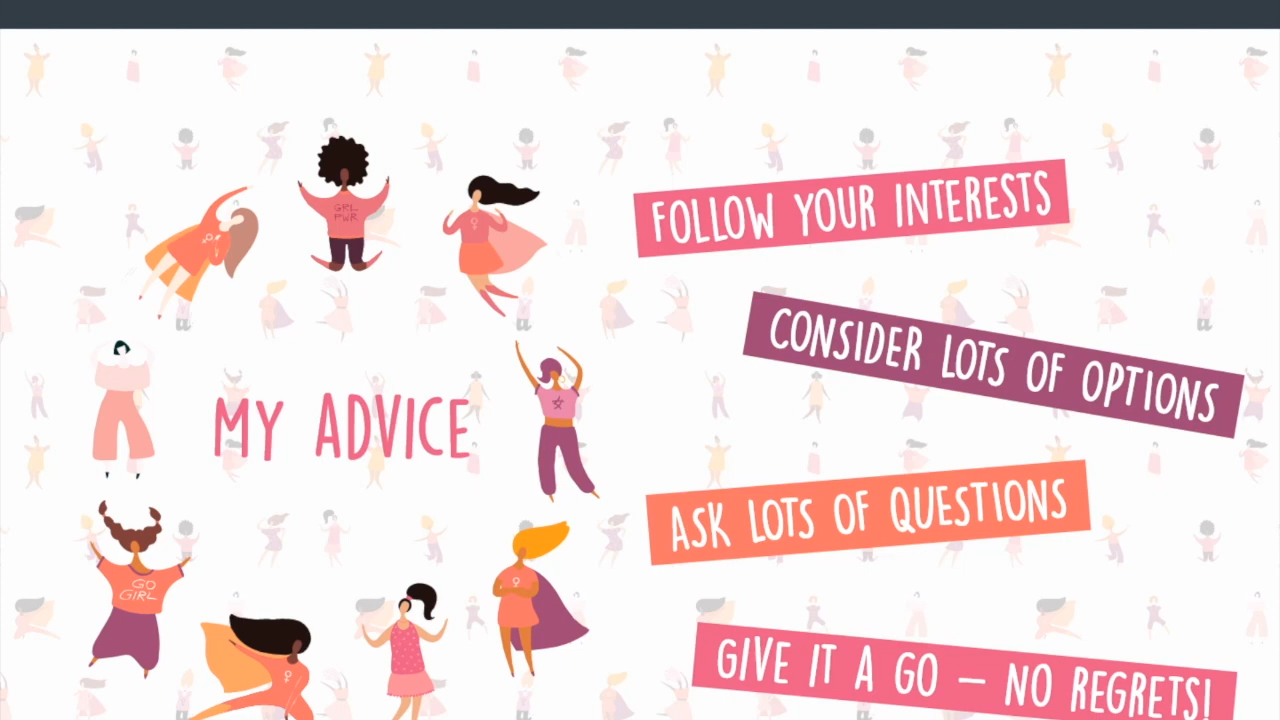 GRL
PWR
FOLLOW YOUR INTERESTS
CONSIDER LOTS OF OPTIONS
MY ADVICE
ASK LOTS OF QUESTIONS
GO
GIRL
GIVE IT A GO – NO REGRETS!